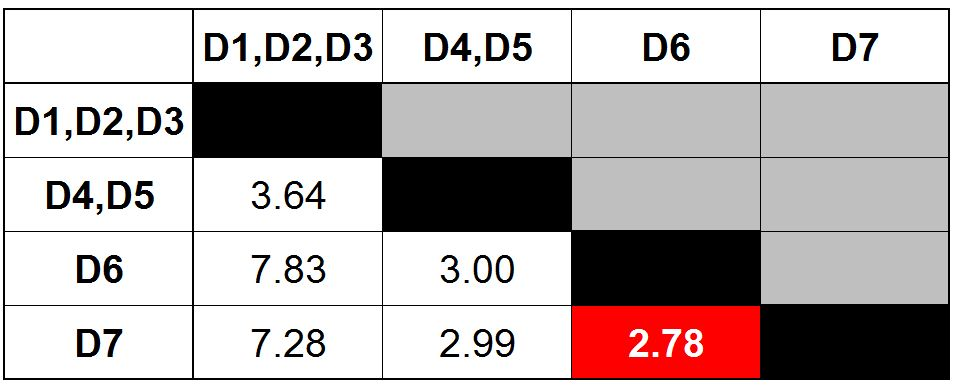 D1,D2,D3 D4,D5 D6 D7
D1,D2,D3
D4,D5 3.64
D6 7.83 3.00
D7 7.28 2.99 2.78